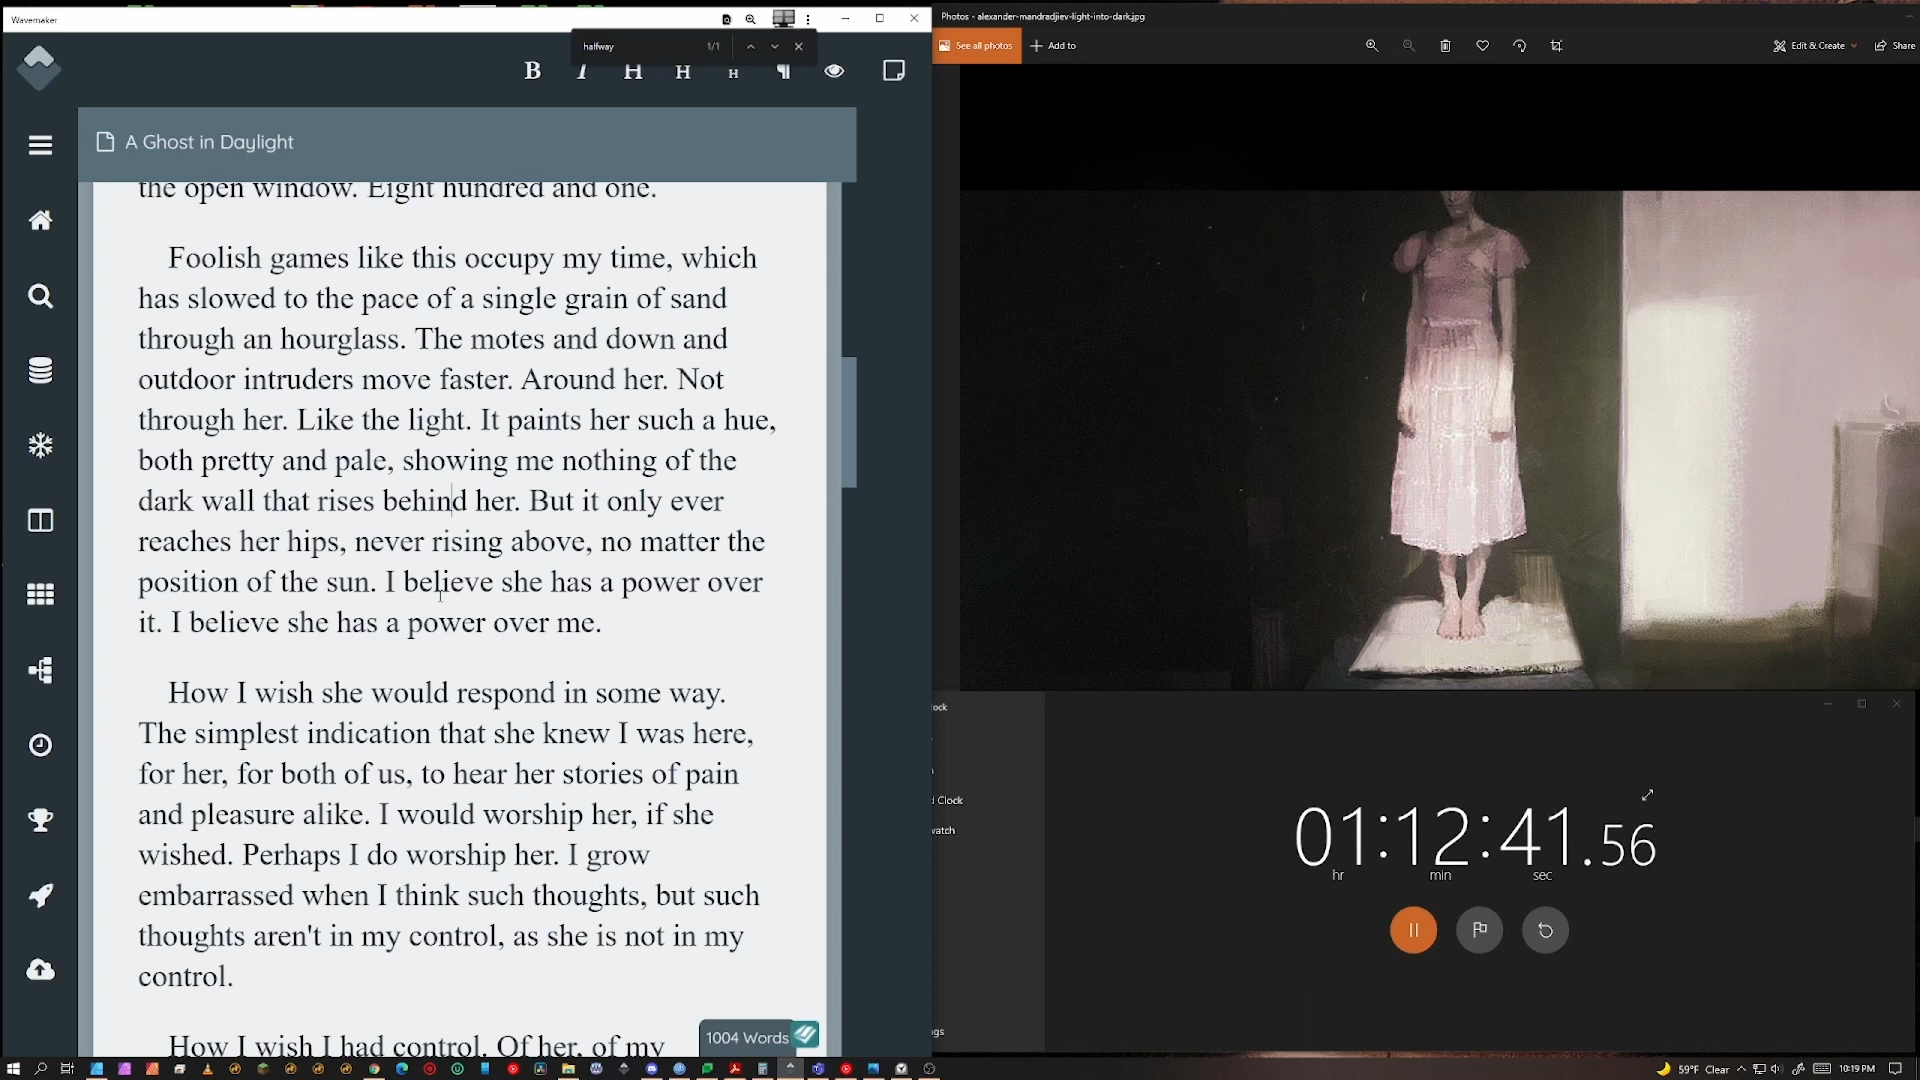 Wavemaker
halfway
1/1
B I H H H ¶
A Ghost in Daylight
the open window. Eight hundred and one.
Foolish games like this occupy my time, which
has slowed to the pace of a single grain of sand
through an hourglass. The motes and down and
outdoor intruders move faster. Around her. Not
through her. Like the light. It paints her such a hue,
both pretty and pale, showing me nothing of the
dark wall that rises behind her. But it only ever
reaches her hips, never rising above, no matter the
position of the sun. I believe she has a power over
it. I believe she has a power over me.
How I wish she would respond in some way.
The simplest indication that she knew I was here,
for her, for both of us, to hear her stories of pain
and pleasure alike. I would worship her, if she
wished. Perhaps I do worship her. I grow
embarrassed when I think such thoughts, but such
thoughts aren't in my control, as she is not in my
control.
How I wish I had control. Of her, of my
1004 Words
Photos - alexander-mandradjiev-light-into-dark.jpg
See all photos
Add to
Edit & Create
Share
ock
d Clock
watch
ngs
01:12:41.56
hr min sec
59°F Clear
10:19 PM